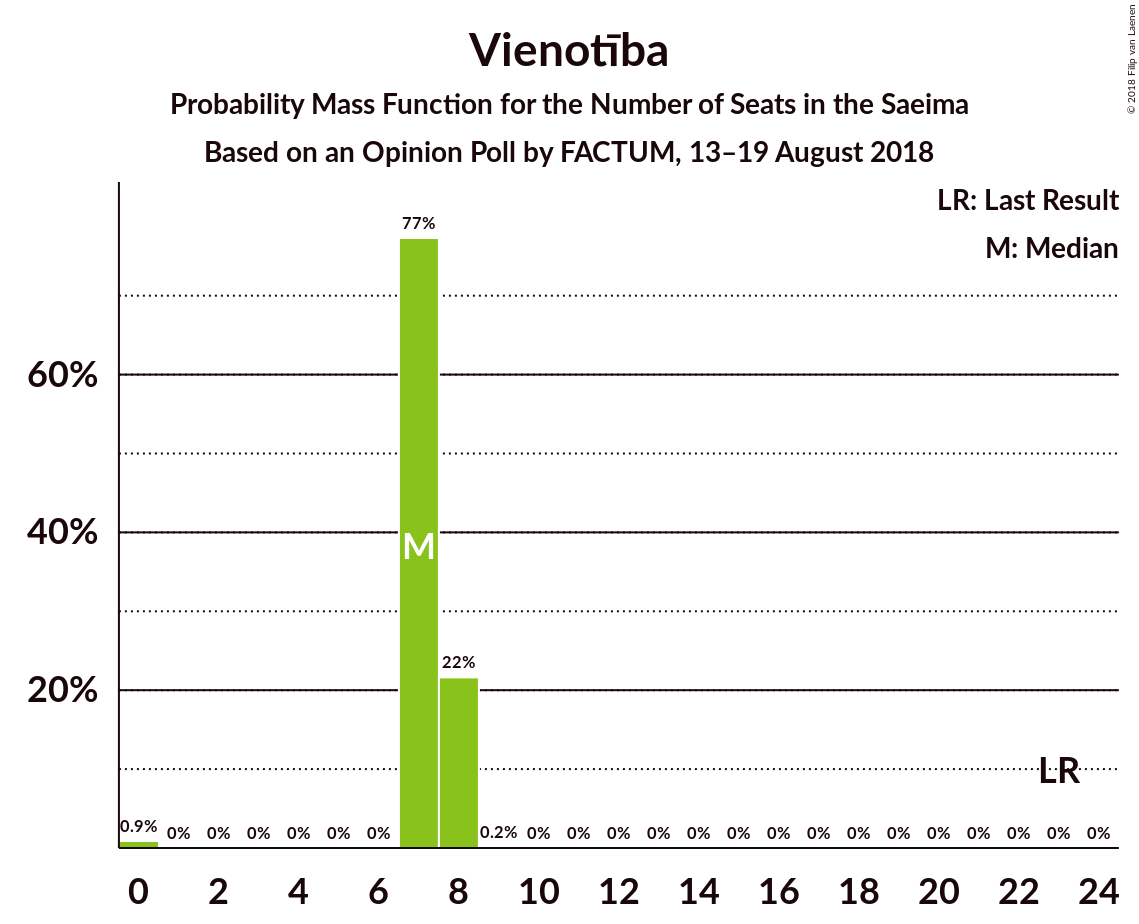 Vienotība
Probability Mass Function for the Number of Seats in the Saeima
Based on an Opinion Poll by FACTUM, 13–19 August 2018
© 2018 Filip van Laenen
LR: Last Result
M: Median
77%
60%
40%
M
22%
20%
LR
0.9% 0% 0% 0% 0% 0% 0% 0.2% 0% 0% 0% 0% 0% 0% 0% 0% 0% 0% 0% 0% 0% 0% 0%
0 2 4 6 8 10 12 14 16 18 20 22 24